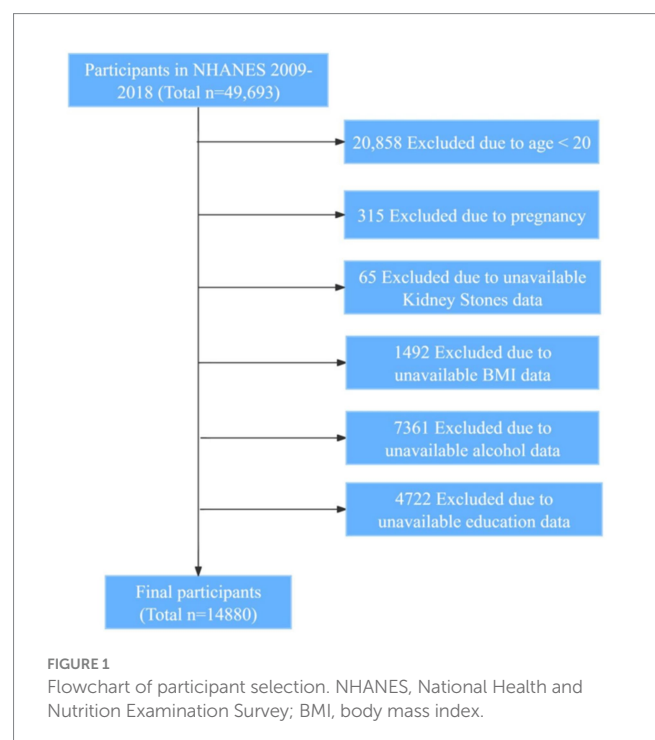 Participants in NHANES 2009-
2018 (Total n=49,693)
20,858 Excluded due to age < 20
315 Excluded due to pregnancy
65 Excluded due to unavailable
Kidney Stones data
1492 Excluded due to
unavailable BMI data
7361 Excluded due to
unavailable alcohol data
4722 Excluded due to
unavailable education data
Final participants
(Total n=14880)
FIGURE 1
Flowchart of participant selection. NHANES, National Health and
Nutrition Examination Survey; BMI, body mass index.